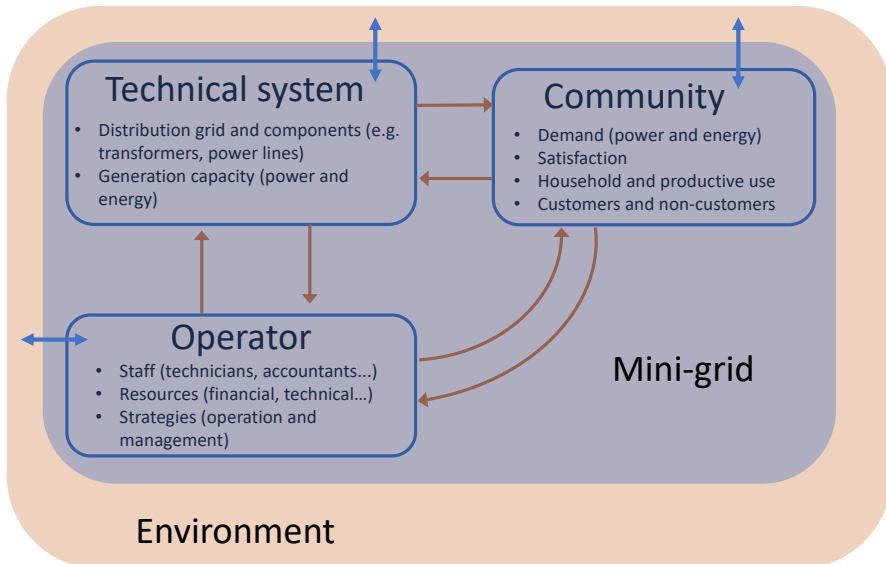 Technical system
• Distribution grid and components (e.g.
transformers, power lines)
• Generation capacity (power and
energy)
Community
• Demand (power and energy)
• Satisfaction
• Household and productive use
• Customers and non-customers
Operator
• Staff (technicians, accountants...)
• Resources (financial, technical…)
• Strategies (operation and
management)
Mini-grid
Environment